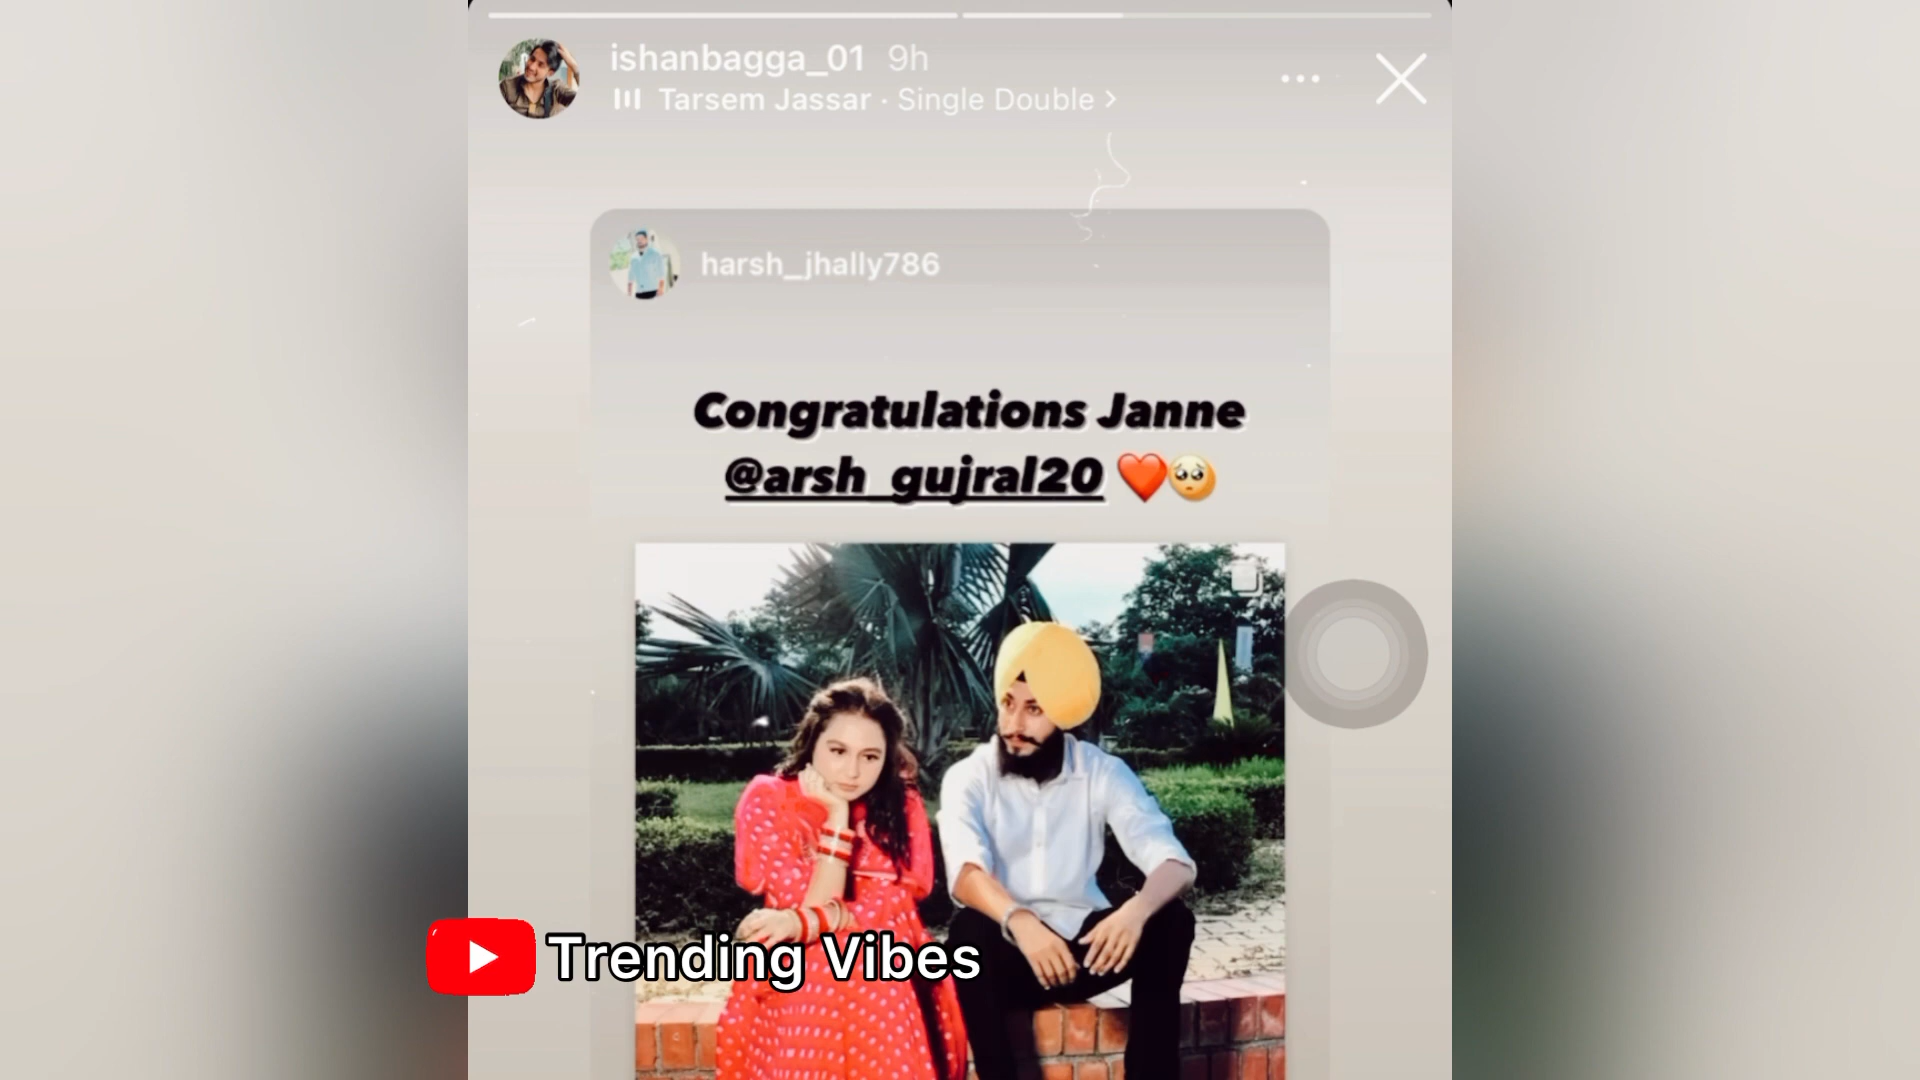 ishanbagga_01 9h
Tarsem Jassar · Single Double >
harsh_jhally786
Congratulations Janne
@arsh_gujral20 ❤️🥺
Trending Vibes